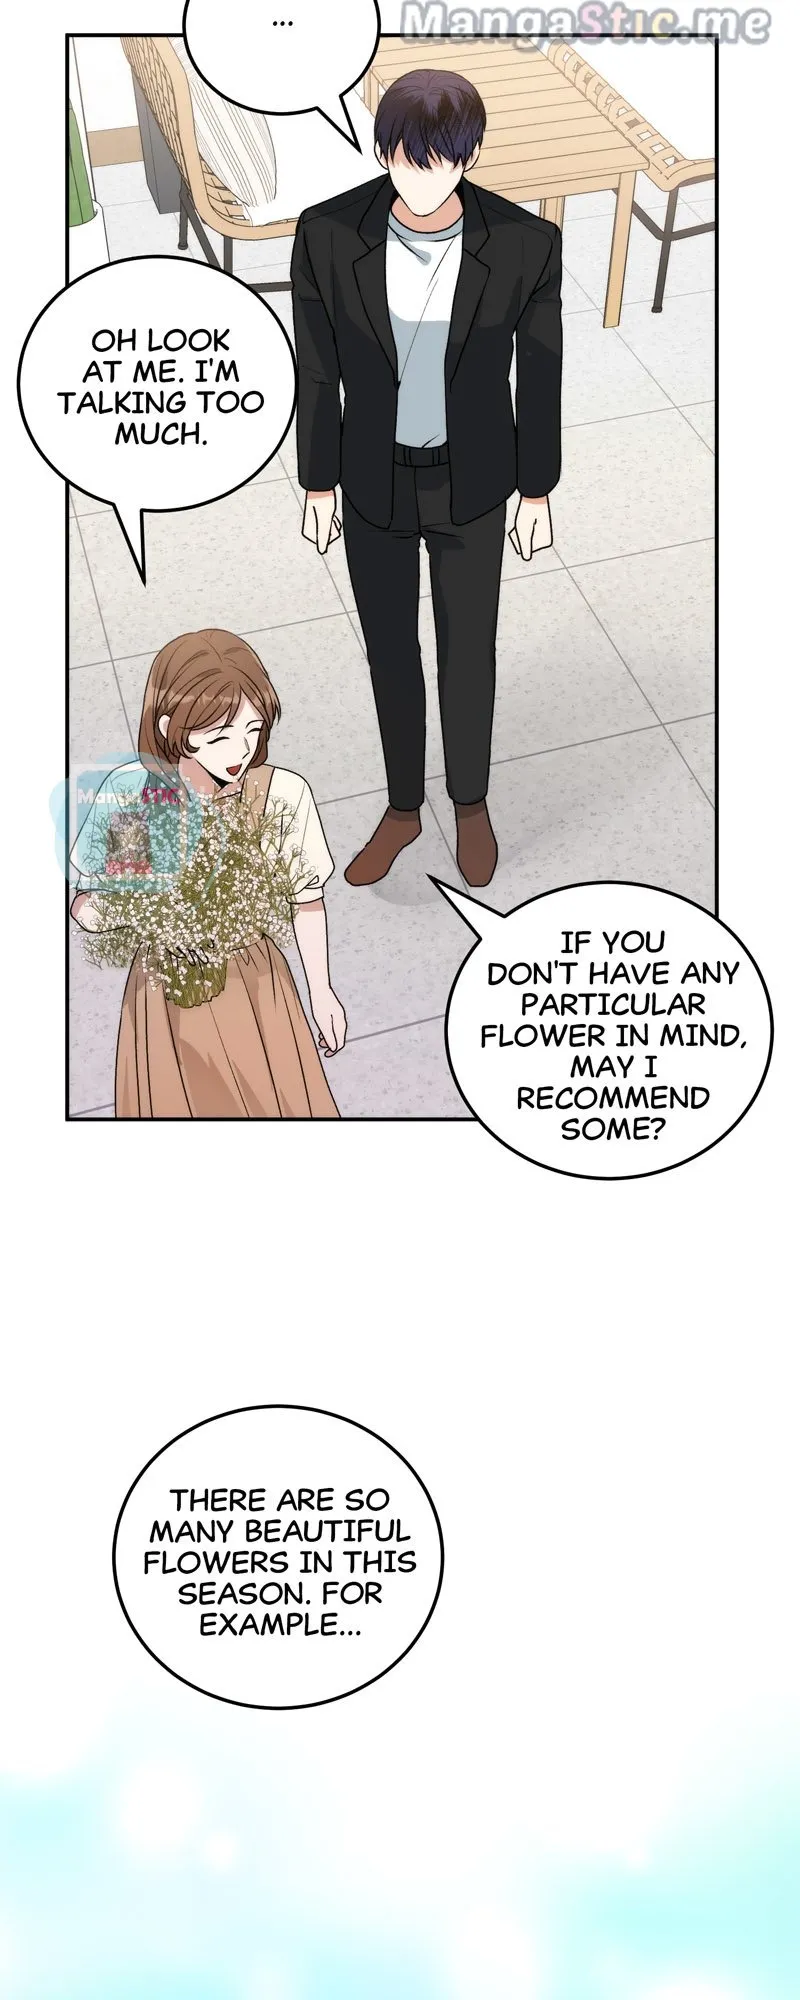 ...
MangaStic.me
OH LOOK
AT ME. I'M
TALKING TOO
MUCH.
IF YOU
DON'T HAVE ANY
PARTICULAR
FLOWER IN MIND,
MAY I
RECOMMEND
SOME?
THERE ARE SO
MANY BEAUTIFUL
FLOWERS IN THIS
SEASON. FOR
EXAMPLE...